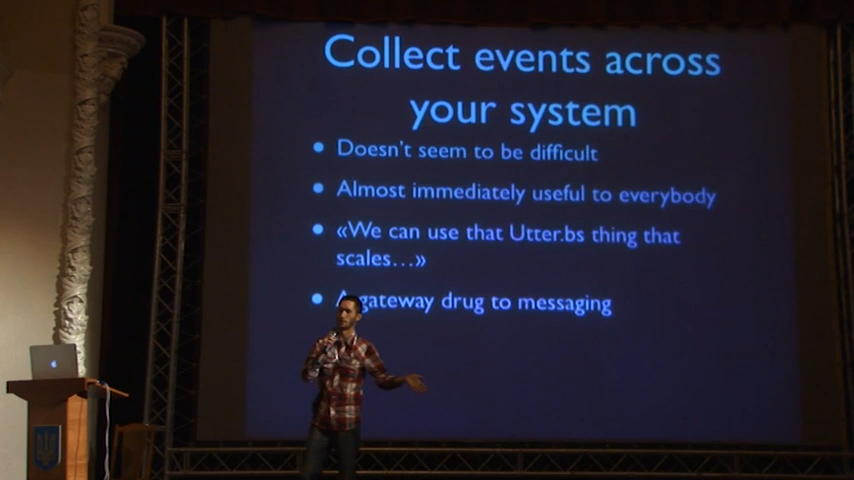 Collect events across
your system
• Doesn't seem to be difficult
• Almost immediately useful to everybody
• «We can use that Utter.bs thing that
scales...»
• A gateway drug to messaging